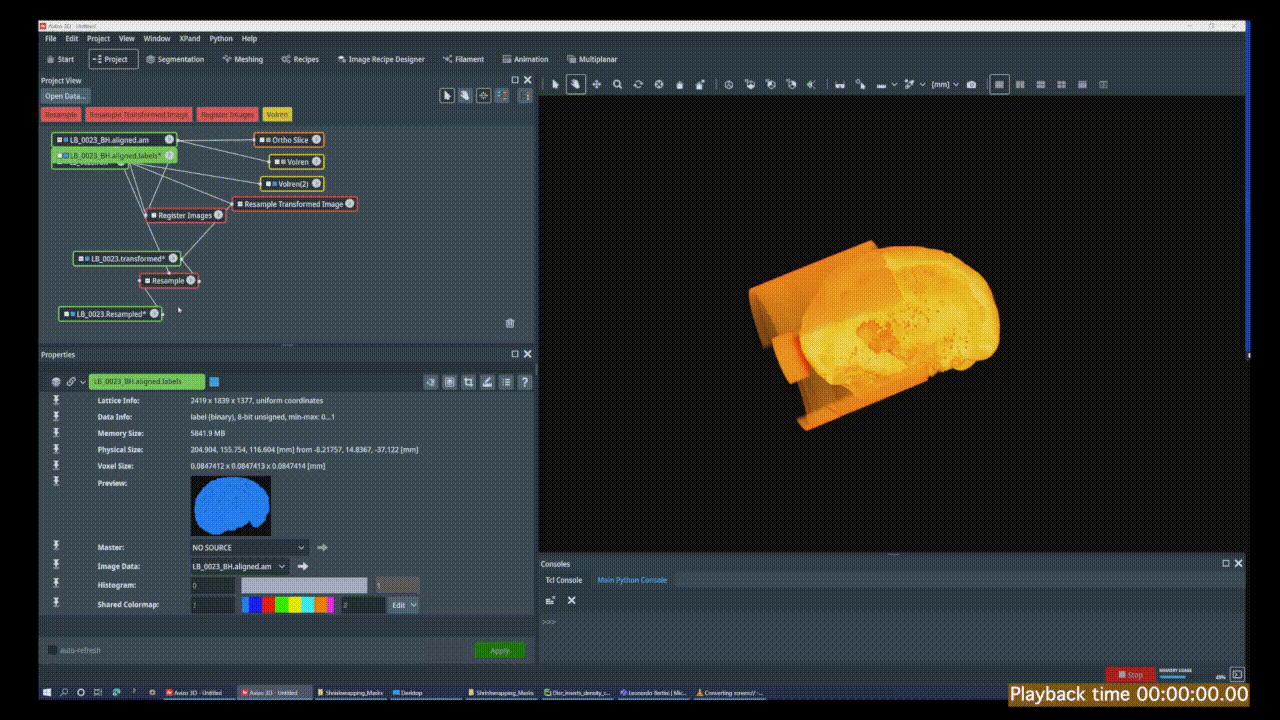 Avizo 3D - Untitled
File Edit Project View Window XPand Python Help
Start Project Segmentation Meshing Recipes Image Recipe Designer Filament Animation Multiplanar
Project View
Open Data...
[mm]
Resample Resample Transformed Image Register Images Volren
LB_0023_BH.aligned.am
Ortho Slice
LB_0023_BH.aligned.labels*
Volren
Volren(2)
Resample Transformed Image
Register Images
LB_0023.transformed*
Resample
LB_0023.Resampled*
Properties
LB_0023_BH.aligned.labels
Lattice Info: 2419 x 1839 x 1377, uniform coordinates
Data Info: label (binary), 8-bit unsigned, min-max: 0...1
Memory Size: 5841.9 MB
Physical Size: 204.904, 155.754, 116.604 [mm] from -8.21757, 14.8367, -37.122 [mm]
Voxel Size: 0.0847412 x 0.0847413 x 0.0847414 [mm]
Preview:
Master: NO SOURCE
Image Data: LB_0023_BH.aligned.am
Histogram: 0 1
Shared Colormap: 1 2 Edit
auto-refresh Apply
Consoles
Tcl Console Main Python Console
>>>
Stop MEMORY USAGE
Avizo 3D - Untitled Avizo 3D - Untitled Shrinkwrapping_Masks Desktop Shrinkwrapping_Masks Disc_inserts_density_c... Leonardo Bertini | Mic...
Playback time 00:00:00.00